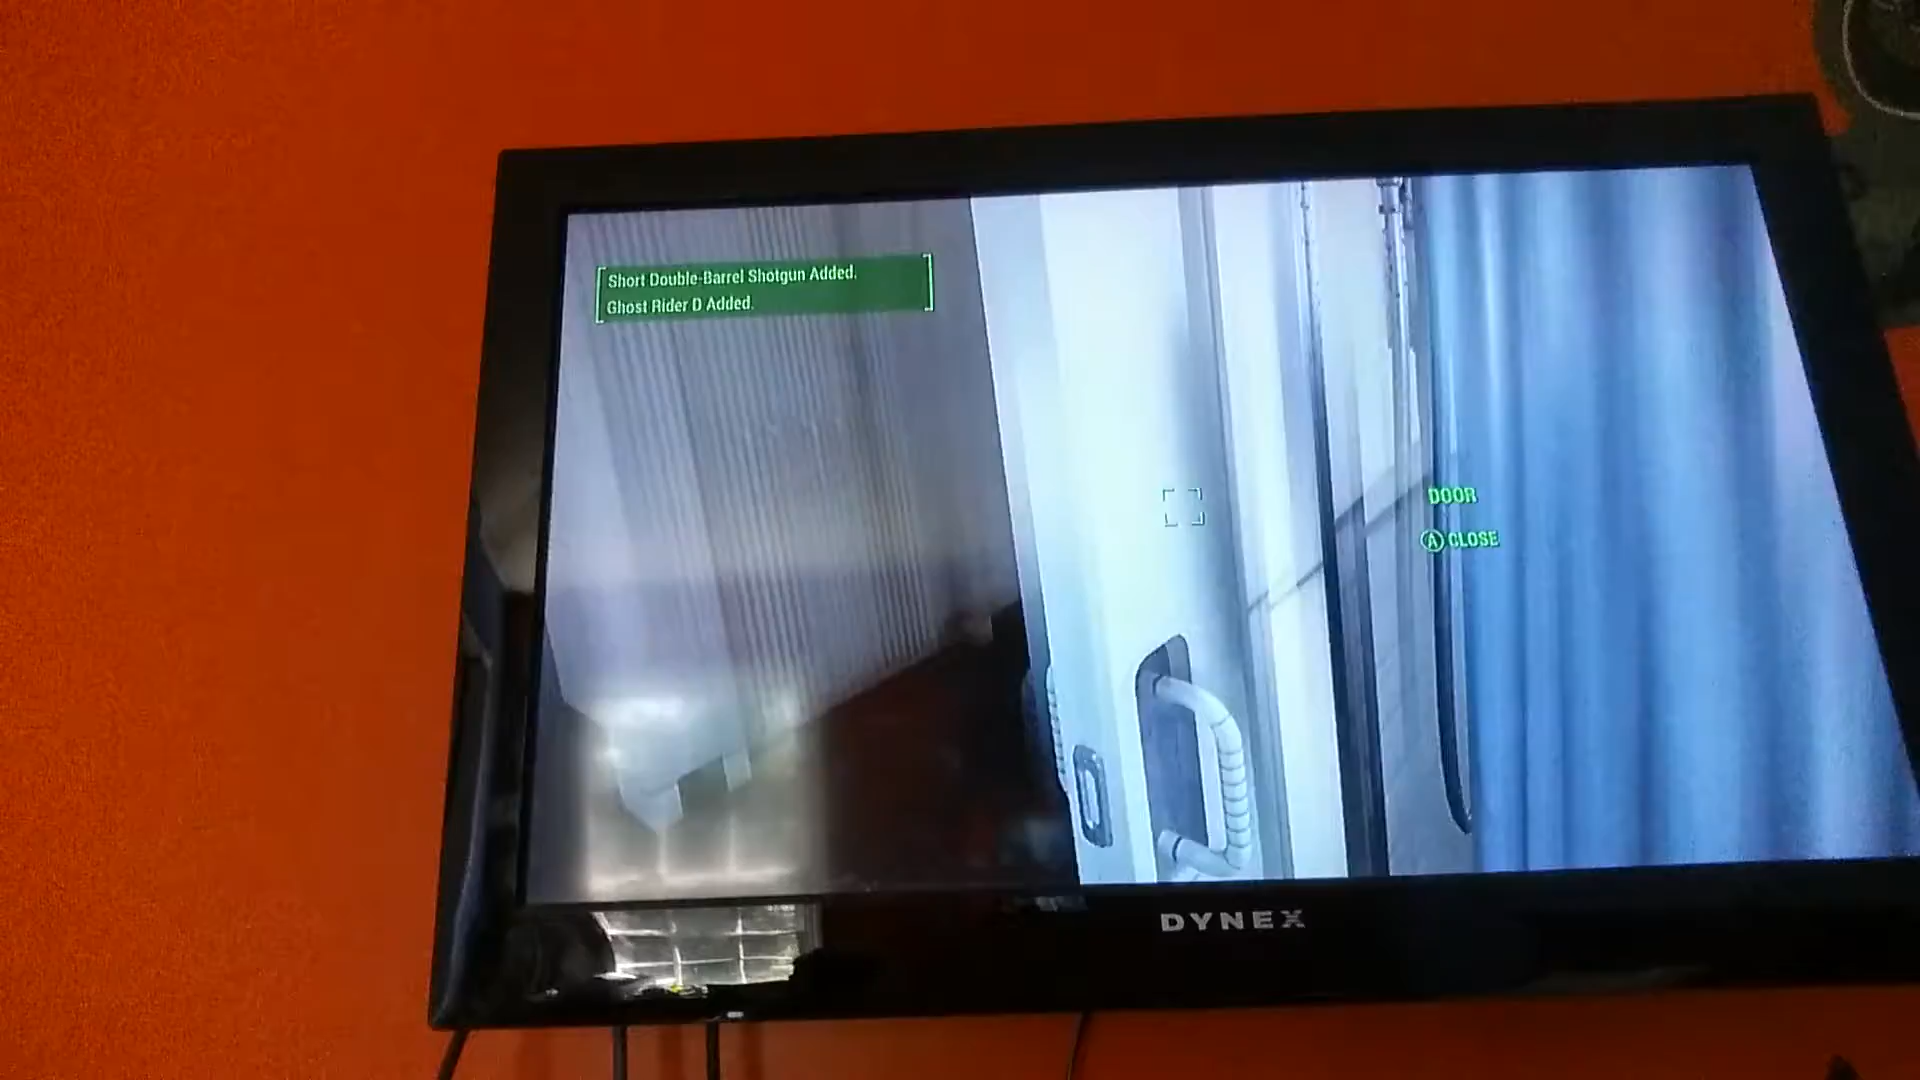 Short Double-Barrel Shotgun Added.
Ghost Rider D Added.
DOOR
A CLOSE
DYNEX